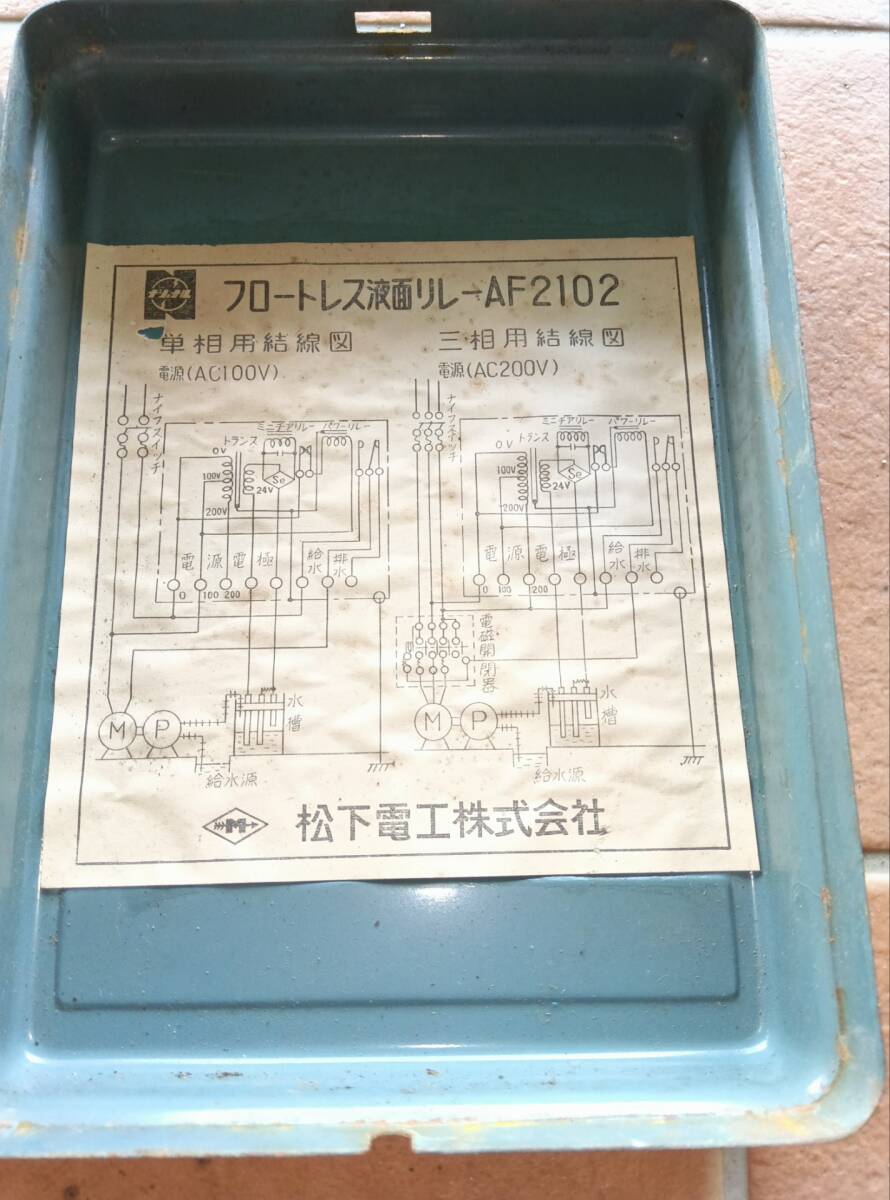 ナショナル
フロートレス液面リレーAF2102
単相用結線図
電源(AC100V)
ナイフスイッチ
ミニチアリレー
パワーリレー
トランス
0V
100V
200V
24V
Se
電源 電極 給水 排水
0 100 200
M P
水槽
給水源
三相用結線図
電源(AC200V)
ナイフスイッチ
ミニチアリレー
パワーリレー
トランス
0V
100V
200V
24V
Se
電源 電極 給水 排水
0 100 200
電磁開閉器
M P
水槽
給水源
M
松下電工株式会社